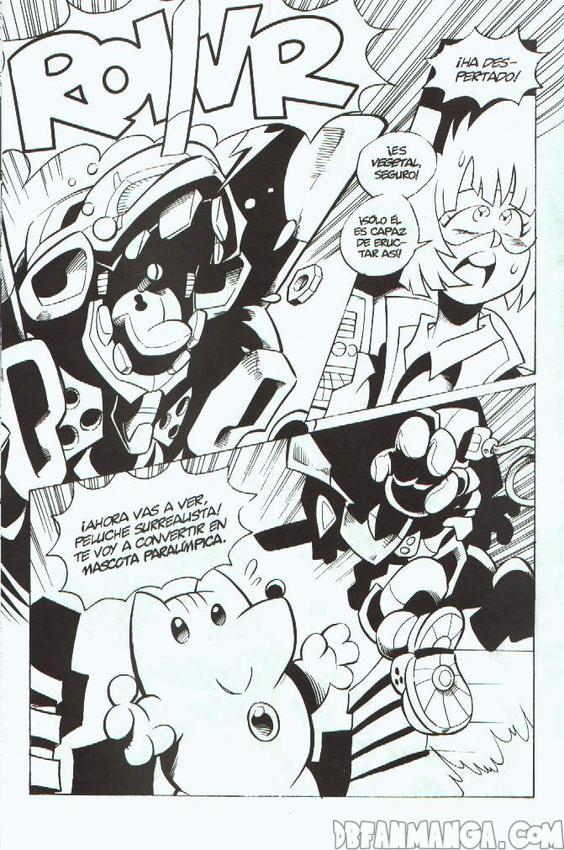 ROAAR
¡HA DES-
PERTADO!
¡ES
VEGETAL,
SEGURO!
¡SÓLO ÉL
ES CAPAZ
DE ERUC-
TAR ASÍ!
¡AHORA VAS A VER,
PELUCHE SURREALISTA!
TE VOY A CONVERTIR EN
MASCOTA PARALÍMPICA.
DBFANMANGA.COM